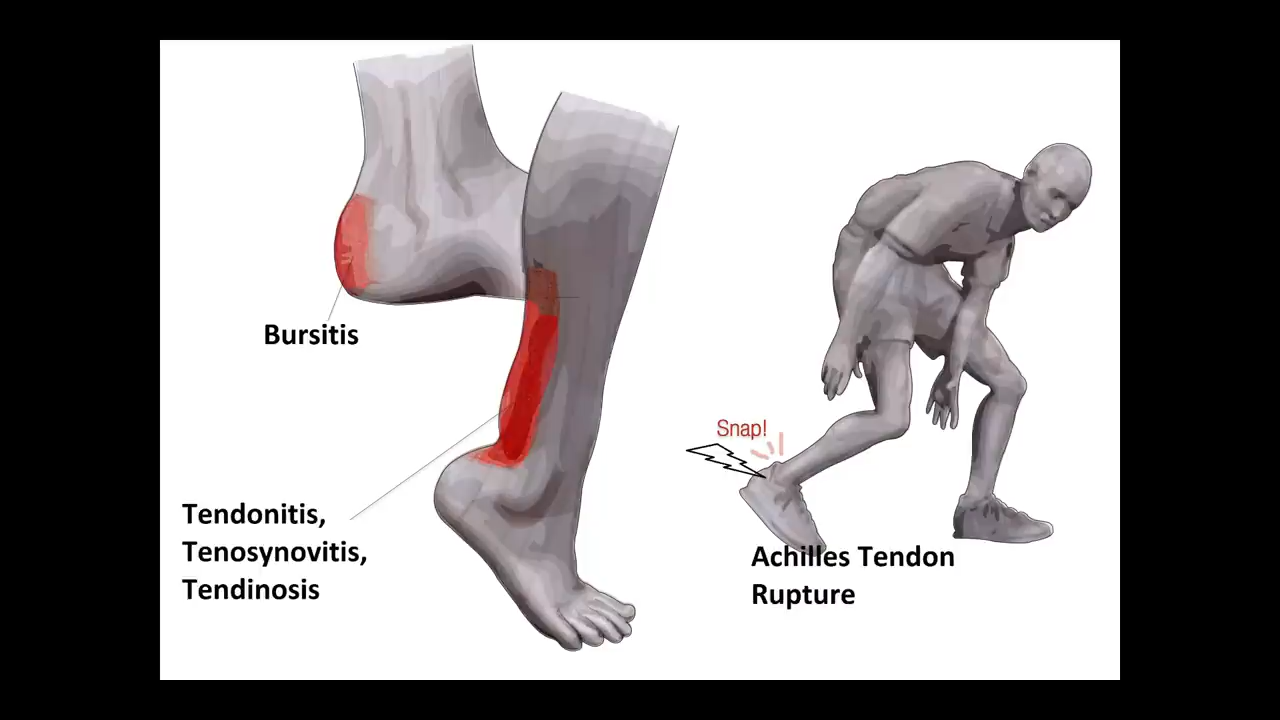 Bursitis
Tendonitis,
Tenosynovitis,
Tendinosis
Snap!
Achilles Tendon
Rupture